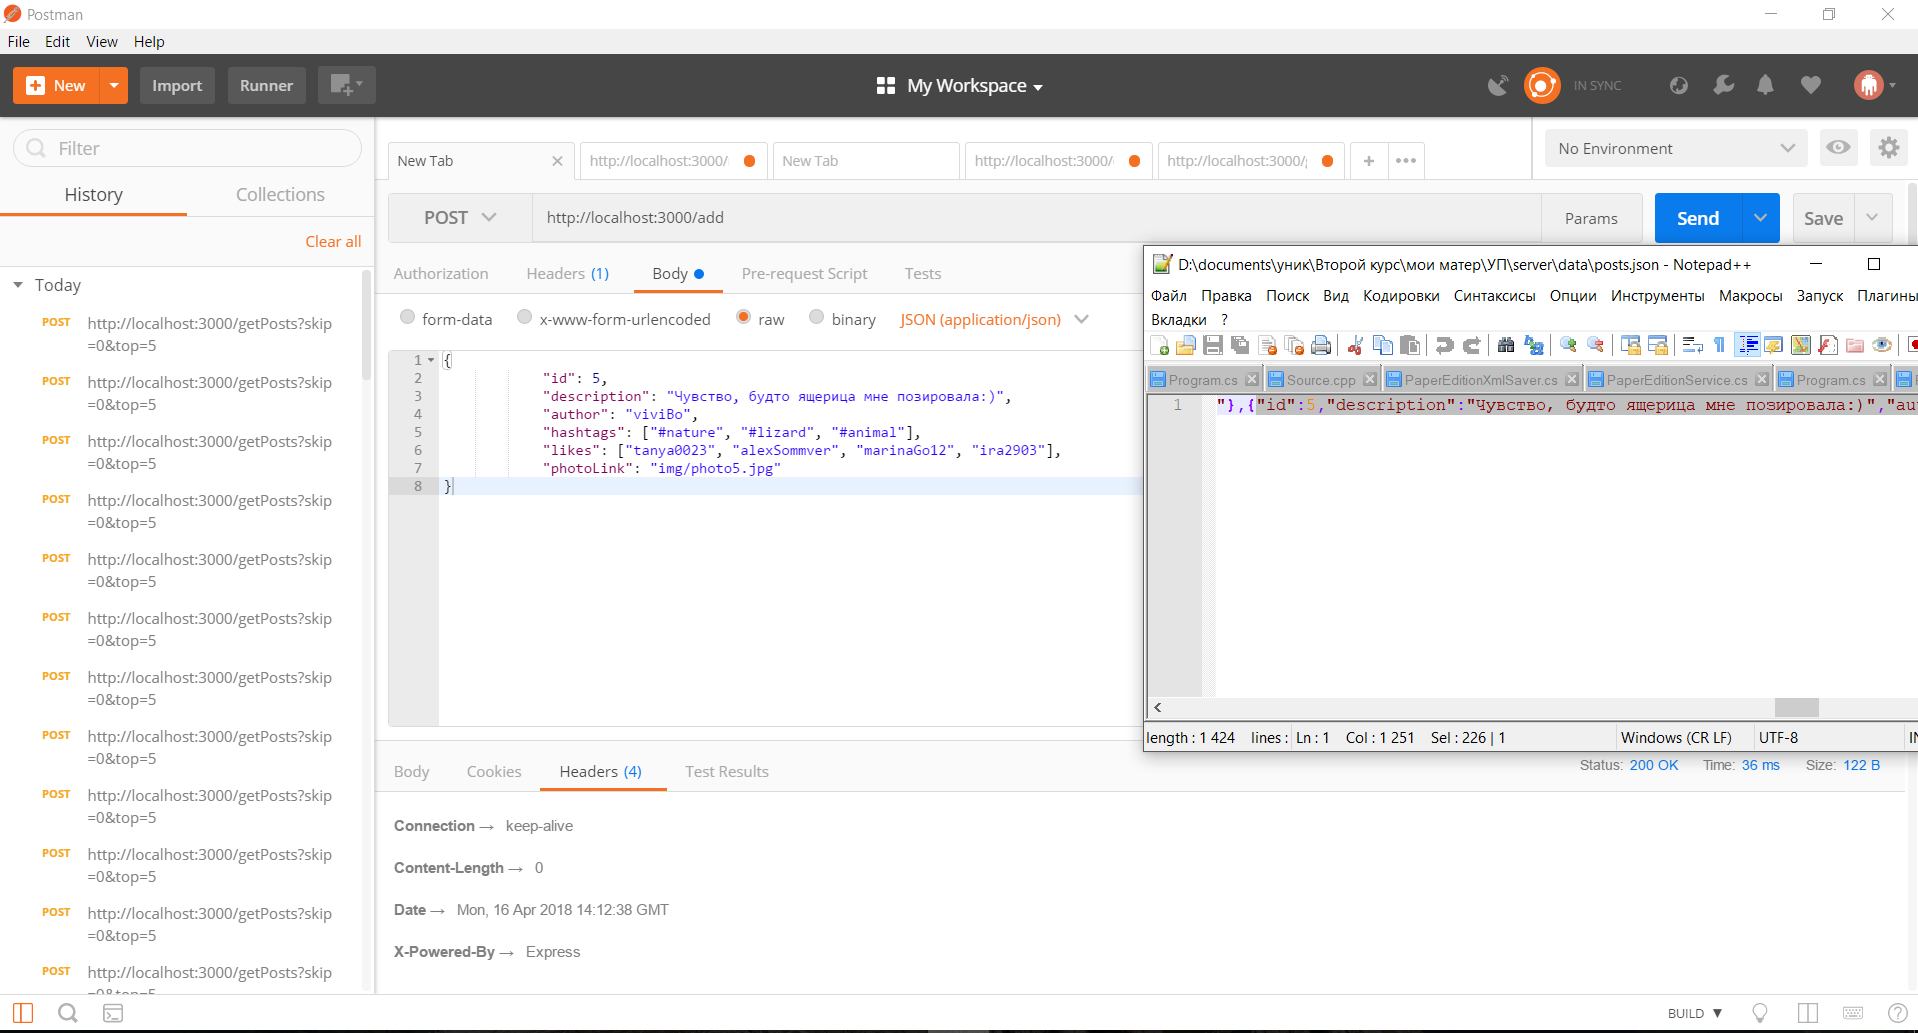 Postman
File Edit View Help
New Import Runner
My Workspace
IN SYNC
Filter
History Collections
Clear all
Today
POST http://localhost:3000/getPosts?skip
=0&top=5
POST http://localhost:3000/getPosts?skip
=0&top=5
POST http://localhost:3000/getPosts?skip
=0&top=5
POST http://localhost:3000/getPosts?skip
=0&top=5
POST http://localhost:3000/getPosts?skip
=0&top=5
POST http://localhost:3000/getPosts?skip
=0&top=5
POST http://localhost:3000/getPosts?skip
=0&top=5
POST http://localhost:3000/getPosts?skip
=0&top=5
POST http://localhost:3000/getPosts?skip
=0&top=5
POST http://localhost:3000/getPosts?skip
=0&top=5
POST http://localhost:3000/getPosts?skip
=0&top=5
POST http://localhost:3000/getPosts?skip
=0&top=5
New Tab http://localhost:3000/ New Tab http://localhost:3000/ http://localhost:3000/
No Environment
POST http://localhost:3000/add Params Send Save
Authorization Headers (1) Body Pre-request Script Tests
form-data x-www-form-urlencoded raw binary JSON (application/json)
1 {
2 "id": 5,
3 "description": "Чувство, будто ящерица мне позировала:)",
4 "author": "viviBo",
5 "hashtags": ["#nature", "#lizard", "#animal"],
6 "likes": ["tanya0023", "alexSommver", "marinaGo12", "ira2903"],
7 "photoLink": "img/photo5.jpg"
8 }
D:\documents\уник\Второй курс\мои матер\УП\server\data\posts.json - Notepad++
Файл Правка Поиск Вид Кодировки Синтаксисы Опции Инструменты Макросы Запуск Плагины
Вкладки ?
Program.cs Source.cpp PaperEditionXmlSaver.cs PaperEditionService.cs Program.cs
1 "},{"id":5,"description":"Чувство, будто ящерица мне позировала:)","au
length : 1 424 lines : Ln : 1 Col : 1 251 Sel : 226 | 1 Windows (CR LF) UTF-8 IN
Body Cookies Headers (4) Test Results
Status: 200 OK Time: 36 ms Size: 122 B
Connection → keep-alive
Content-Length → 0
Date → Mon, 16 Apr 2018 14:12:38 GMT
X-Powered-By → Express
BUILD